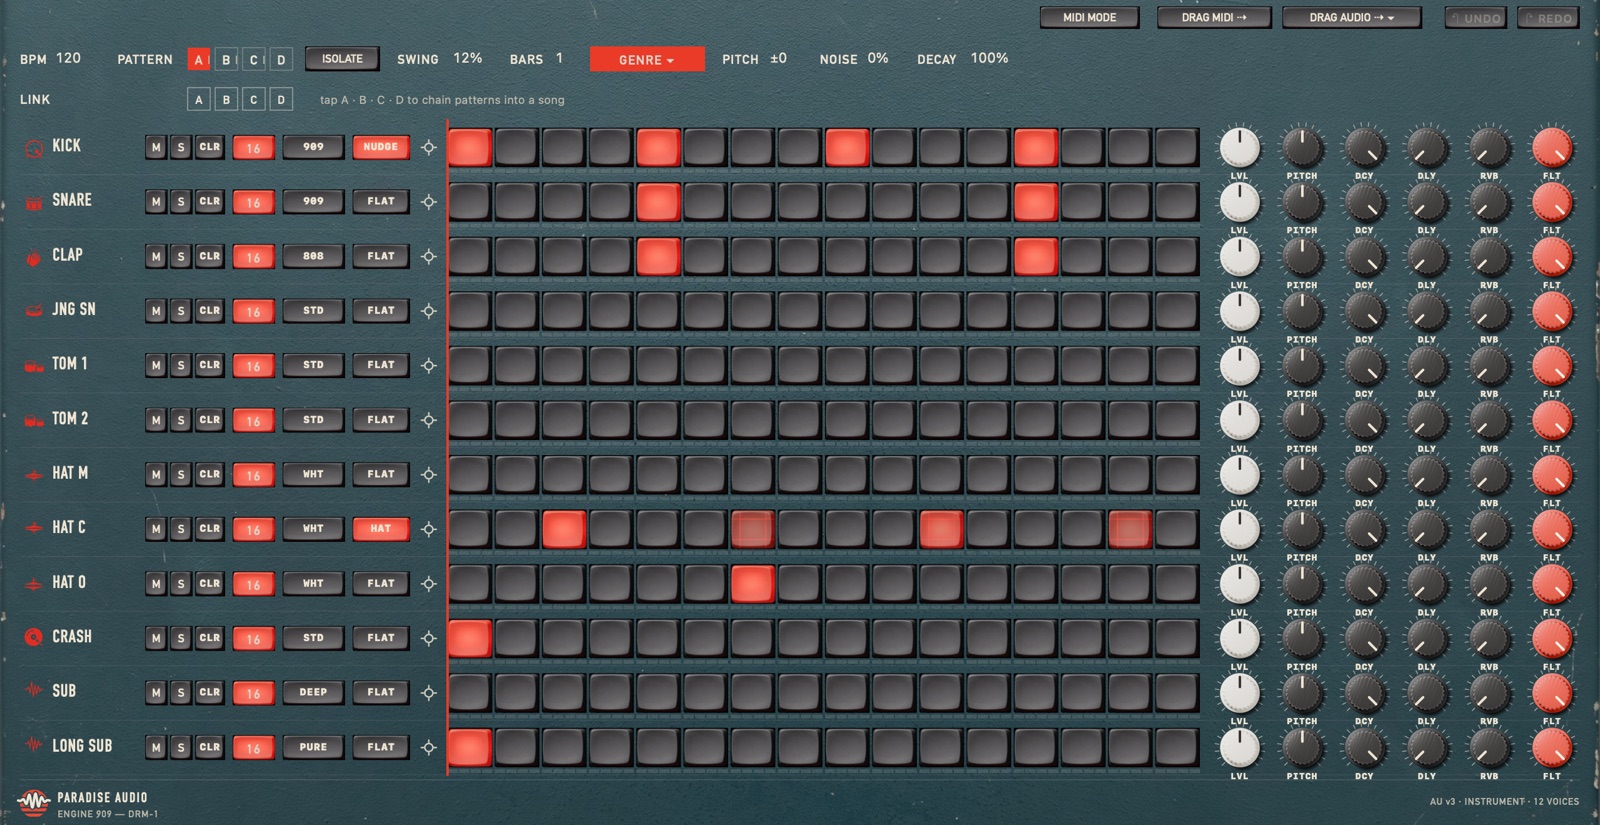 MIDI MODE DRAG MIDI ⇢ DRAG AUDIO ⇢ ▾ UNDO REDO
BPM 120 PATTERN A B C D ISOLATE SWING 12% BARS 1 GENRE ▾ PITCH ±0 NOISE 0% DECAY 100%
LINK A B C D tap A · B · C · D to chain patterns into a song
KICK M S CLR 16 909 NUDGE
LVL PITCH DCY DLY RVB FLT
SNARE M S CLR 16 909 FLAT
LVL PITCH DCY DLY RVB FLT
CLAP M S CLR 16 808 FLAT
LVL PITCH DCY DLY RVB FLT
JNG SN M S CLR 16 STD FLAT
LVL PITCH DCY DLY RVB FLT
TOM 1 M S CLR 16 STD FLAT
LVL PITCH DCY DLY RVB FLT
TOM 2 M S CLR 16 STD FLAT
LVL PITCH DCY DLY RVB FLT
HAT M M S CLR 16 WHT FLAT
LVL PITCH DCY DLY RVB FLT
HAT C M S CLR 16 WHT HAT
LVL PITCH DCY DLY RVB FLT
HAT O M S CLR 16 WHT FLAT
LVL PITCH DCY DLY RVB FLT
CRASH M S CLR 16 STD FLAT
LVL PITCH DCY DLY RVB FLT
SUB M S CLR 16 DEEP FLAT
LVL PITCH DCY DLY RVB FLT
LONG SUB M S CLR 16 PURE FLAT
LVL PITCH DCY DLY RVB FLT
PARADISE AUDIO
ENGINE 909 — DRM-1
AU v3 · INSTRUMENT · 12 VOICES